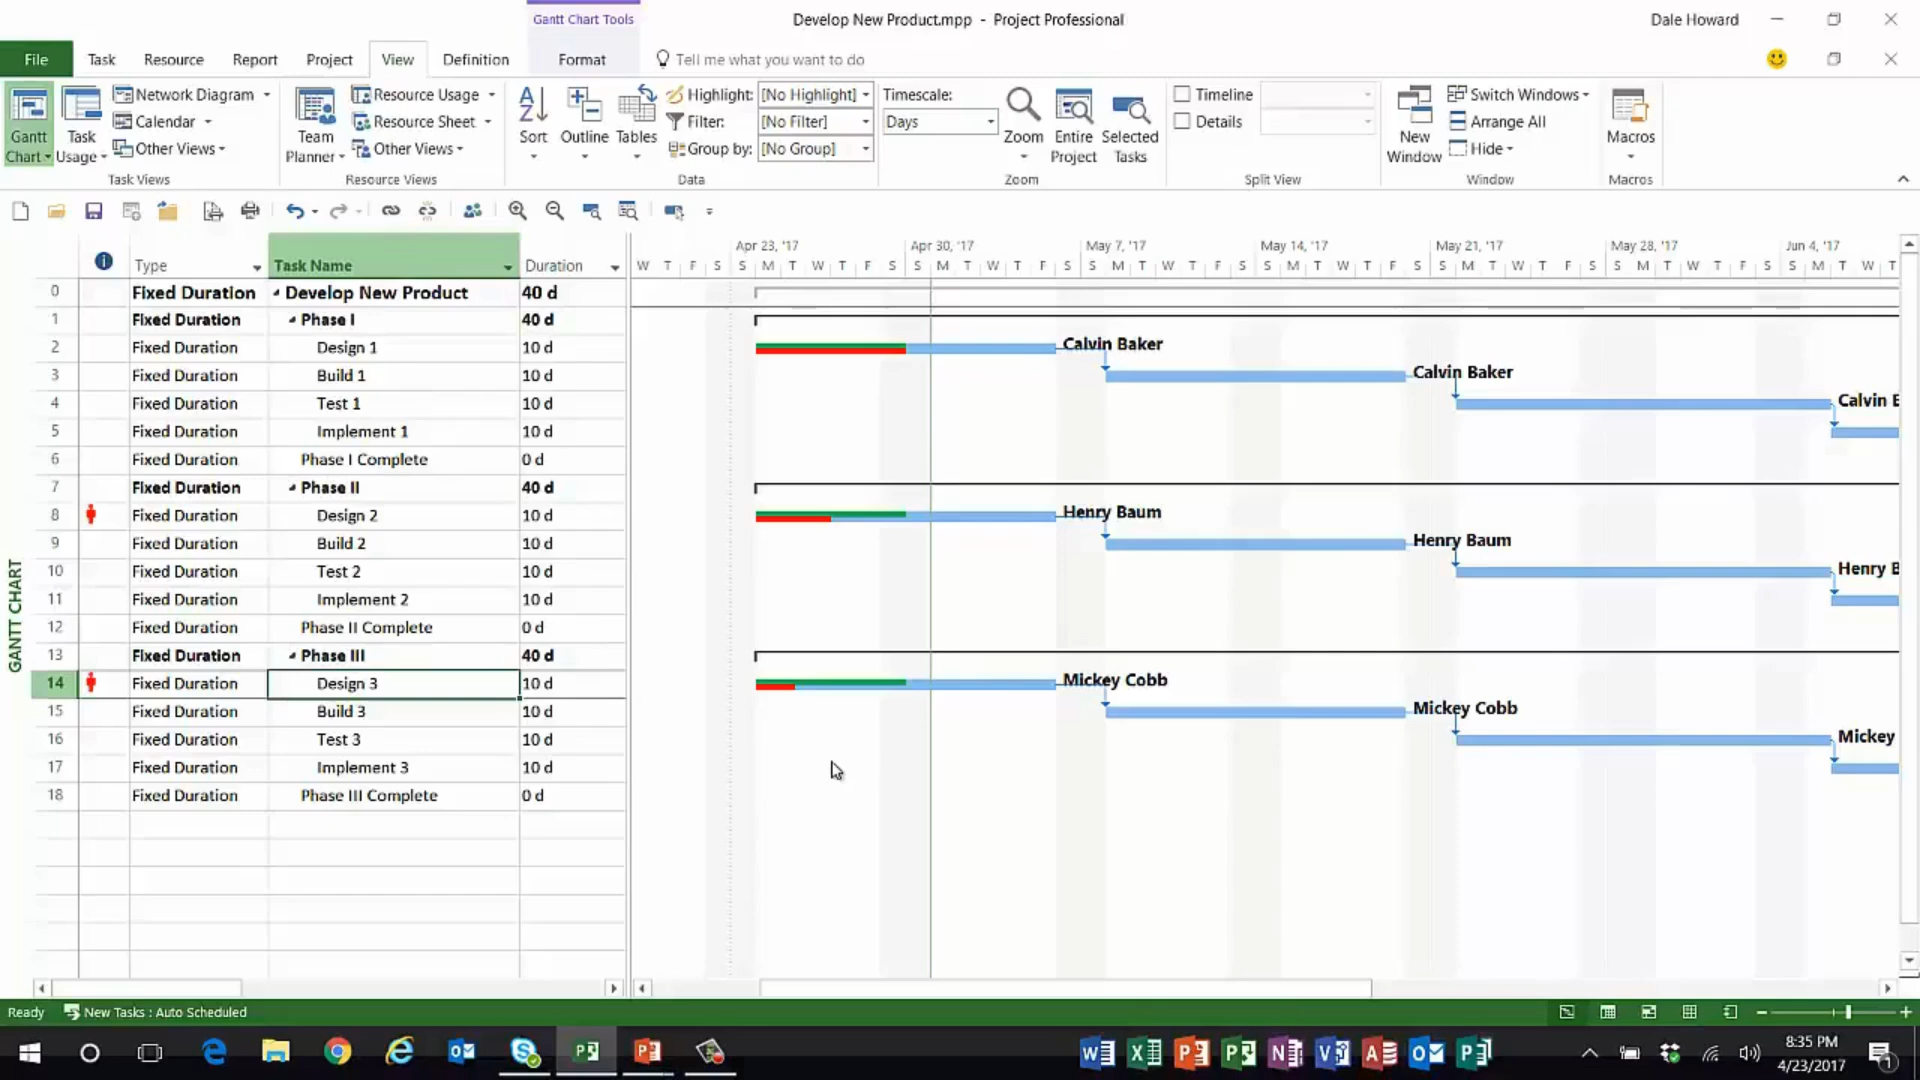 Gantt Chart Tools
Develop New Product.mpp - Project Professional
Dale Howard
File Task Resource Report Project View Definition Format Tell me what you want to do
Gantt Chart
Task Usage
Network Diagram
Calendar
Other Views
Task Views
Team Planner
Resource Usage
Resource Sheet
Other Views
Resource Views
Sort
Outline
Tables
Highlight: [No Highlight]
Filter: [No Filter]
Group by: [No Group]
Data
Timescale:
Days
Zoom
Entire Project
Selected Tasks
Zoom
Timeline
Details
Split View
New Window
Switch Windows
Arrange All
Hide
Window
Macros
Macros
Type Task Name Duration
Apr 23, '17 Apr 30, '17 May 7, '17 May 14, '17 May 21, '17 May 28, '17 Jun 4, '17
W T F S S M T W T F S S M T W T F S S M T W T F S S M T W T F S S M T W T F S S M T W T F S S M T W T
0 Fixed Duration Develop New Product 40 d
1 Fixed Duration Phase I 40 d
2 Fixed Duration Design 1 10 d Calvin Baker
3 Fixed Duration Build 1 10 d Calvin Baker
4 Fixed Duration Test 1 10 d Calvin B
5 Fixed Duration Implement 1 10 d
6 Fixed Duration Phase I Complete 0 d
7 Fixed Duration Phase II 40 d
8 Fixed Duration Design 2 10 d Henry Baum
9 Fixed Duration Build 2 10 d Henry Baum
10 Fixed Duration Test 2 10 d Henry B
11 Fixed Duration Implement 2 10 d
12 Fixed Duration Phase II Complete 0 d
13 Fixed Duration Phase III 40 d
14 Fixed Duration Design 3 10 d Mickey Cobb
15 Fixed Duration Build 3 10 d Mickey Cobb
16 Fixed Duration Test 3 10 d Mickey
17 Fixed Duration Implement 3 10 d
18 Fixed Duration Phase III Complete 0 d
GANTT CHART
Ready New Tasks : Auto Scheduled
8:35 PM
4/23/2017